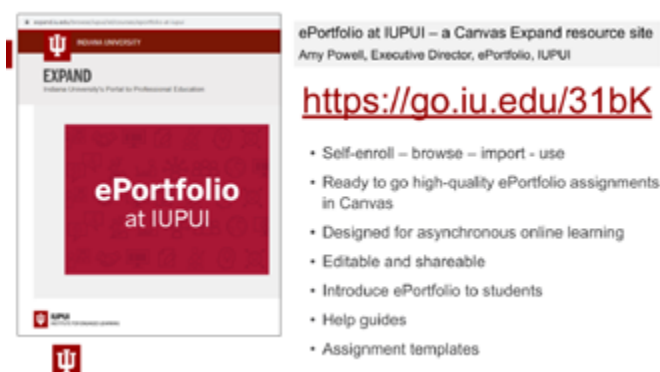 INDIANA UNIVERSITY
EXPAND
Indiana University's Portal to Professional Education
ePortfolio
at IUPUI
IUPUI
ePortfolio at IUPUI – a Canvas Expand resource site
Amy Powell, Executive Director, ePortfolio, IUPUI
https://go.iu.edu/31bK
• Self-enroll – browse – import - use
• Ready to go high-quality ePortfolio assignments
in Canvas
• Designed for asynchronous online learning
• Editable and shareable
• Introduce ePortfolio to students
• Help guides
• Assignment templates